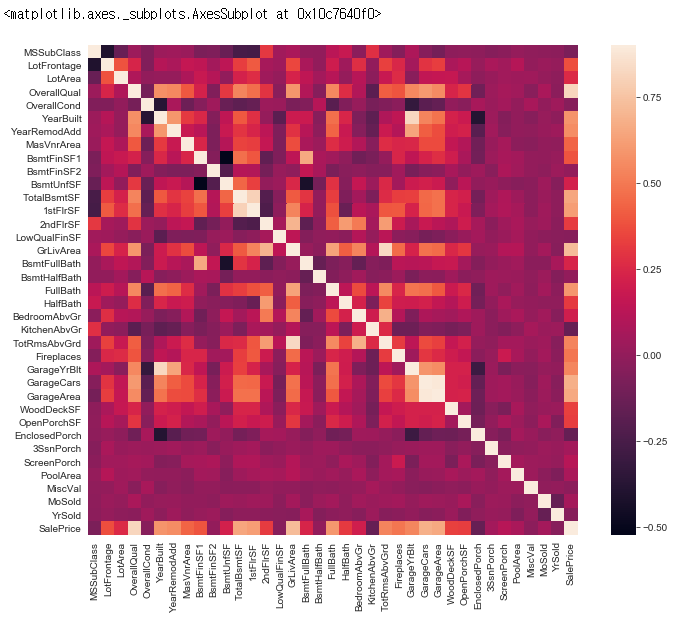 <matplotlib.axes._subplots.AxesSubplot at 0x10c7640f0>
MSSubClass
LotFrontage
LotArea
OverallQual
OverallCond
YearBuilt
YearRemodAdd
MasVnrArea
BsmtFinSF1
BsmtFinSF2
BsmtUnfSF
TotalBsmtSF
1stFlrSF
2ndFlrSF
LowQualFinSF
GrLivArea
BsmtFullBath
BsmtHalfBath
FullBath
HalfBath
BedroomAbvGr
KitchenAbvGr
TotRmsAbvGrd
Fireplaces
GarageYrBlt
GarageCars
GarageArea
WoodDeckSF
OpenPorchSF
EnclosedPorch
3SsnPorch
ScreenPorch
PoolArea
MiscVal
MoSold
YrSold
SalePrice
MSSubClass
LotFrontage
LotArea
OverallQual
OverallCond
YearBuilt
YearRemodAdd
MasVnrArea
BsmtFinSF1
BsmtFinSF2
BsmtUnfSF
TotalBsmtSF
1stFlrSF
2ndFlrSF
LowQualFinSF
GrLivArea
BsmtFullBath
BsmtHalfBath
FullBath
HalfBath
BedroomAbvGr
KitchenAbvGr
TotRmsAbvGrd
Fireplaces
GarageYrBlt
GarageCars
GarageArea
WoodDeckSF
OpenPorchSF
EnclosedPorch
3SsnPorch
ScreenPorch
PoolArea
MiscVal
MoSold
YrSold
SalePrice
0.75
0.50
0.25
0.00
-0.25
-0.50